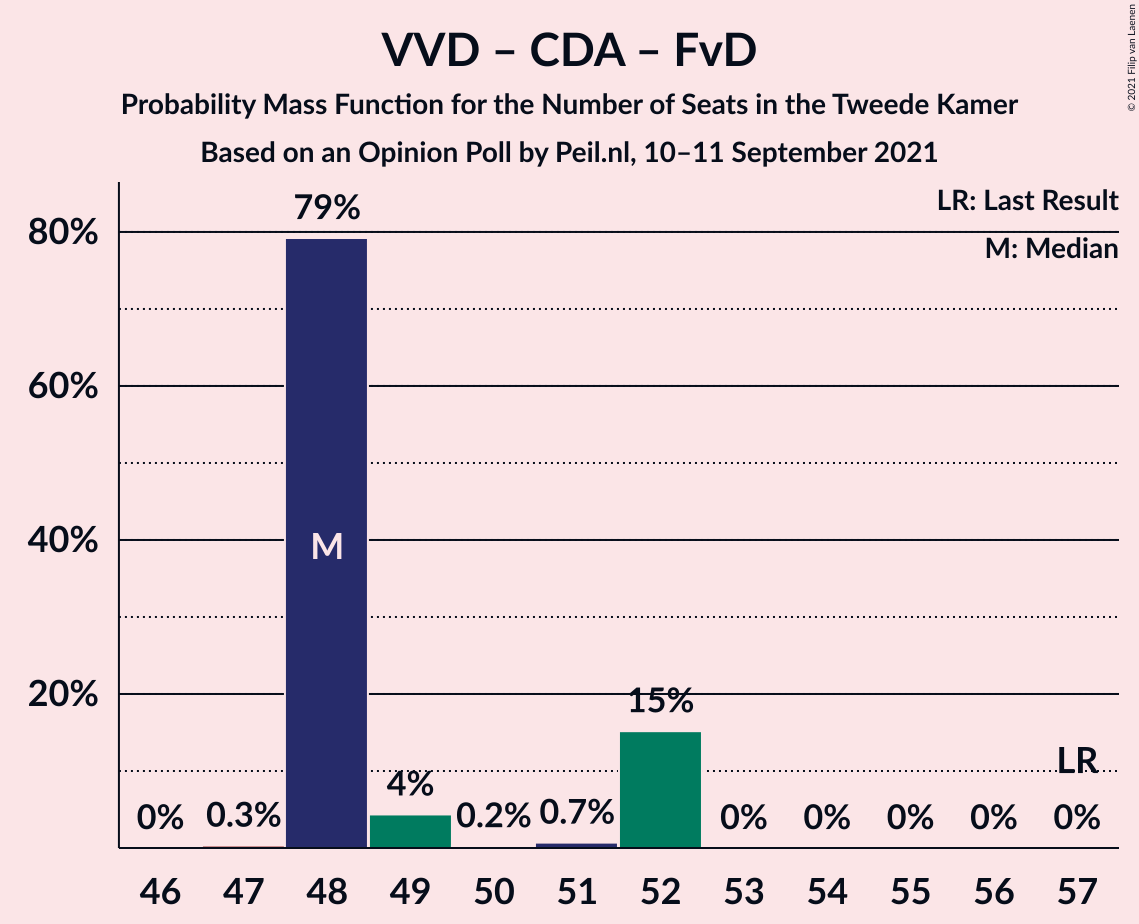 VVD – CDA – FvD
Probability Mass Function for the Number of Seats in the Tweede Kamer
Based on an Opinion Poll by Peil.nl, 10–11 September 2021
© 2021 Filip van Laenen
LR: Last Result
M: Median
80%
60%
40%
20%
0%
0.3%
79%
M
4%
0.2%
0.7%
15%
0%
0%
0%
0%
LR
0%
46 47 48 49 50 51 52 53 54 55 56 57